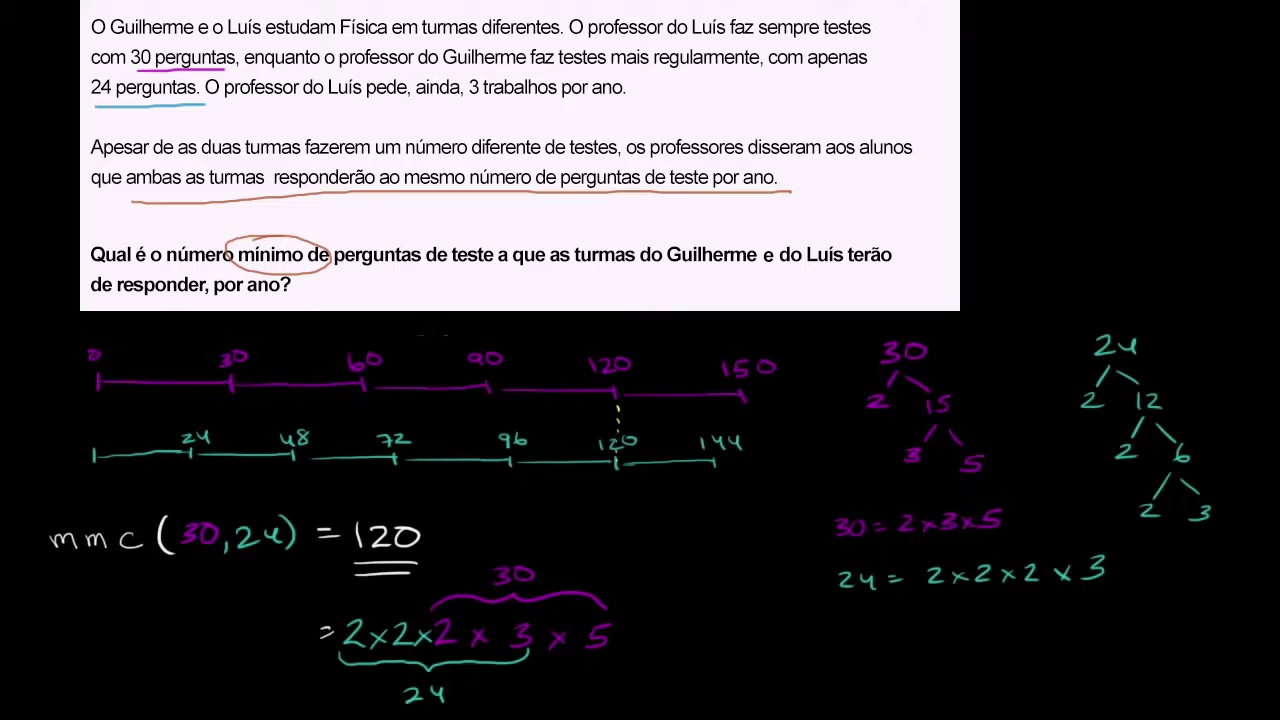 O Guilherme e o Luís estudam Física em turmas diferentes. O professor do Luís faz sempre testes
com 30 perguntas, enquanto o professor do Guilherme faz testes mais regularmente, com apenas
24 perguntas. O professor do Luís pede, ainda, 3 trabalhos por ano.
Apesar de as duas turmas fazerem um número diferente de testes, os professores disseram aos alunos
que ambas as turmas responderão ao mesmo número de perguntas de teste por ano.
Qual é o número mínimo de perguntas de teste a que as turmas do Guilherme e do Luís terão
de responder, por ano?
0 30 60 90 120 150
24 48 72 96 120 144
mmc (30,24) = 120
30
= 2×2×2 × 3 × 5
24
30
2 15
3 5
30 = 2×3×5
24
2 12
2 6
2 3
24 = 2×2×2 × 3